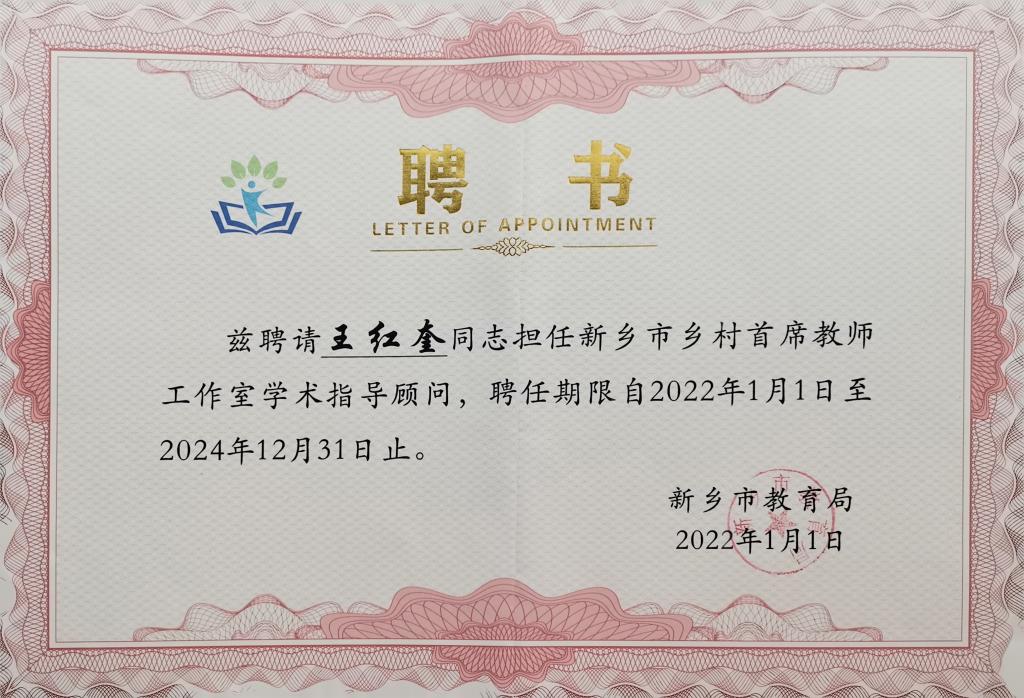 聘书
LETTER OF APPOINTMENT
兹聘请王红奎同志担任新乡市乡村首席教师
工作室学术指导顾问，聘任期限自2022年1月1日至
2024年12月31日止。
新乡市教育局
2022年1月1日